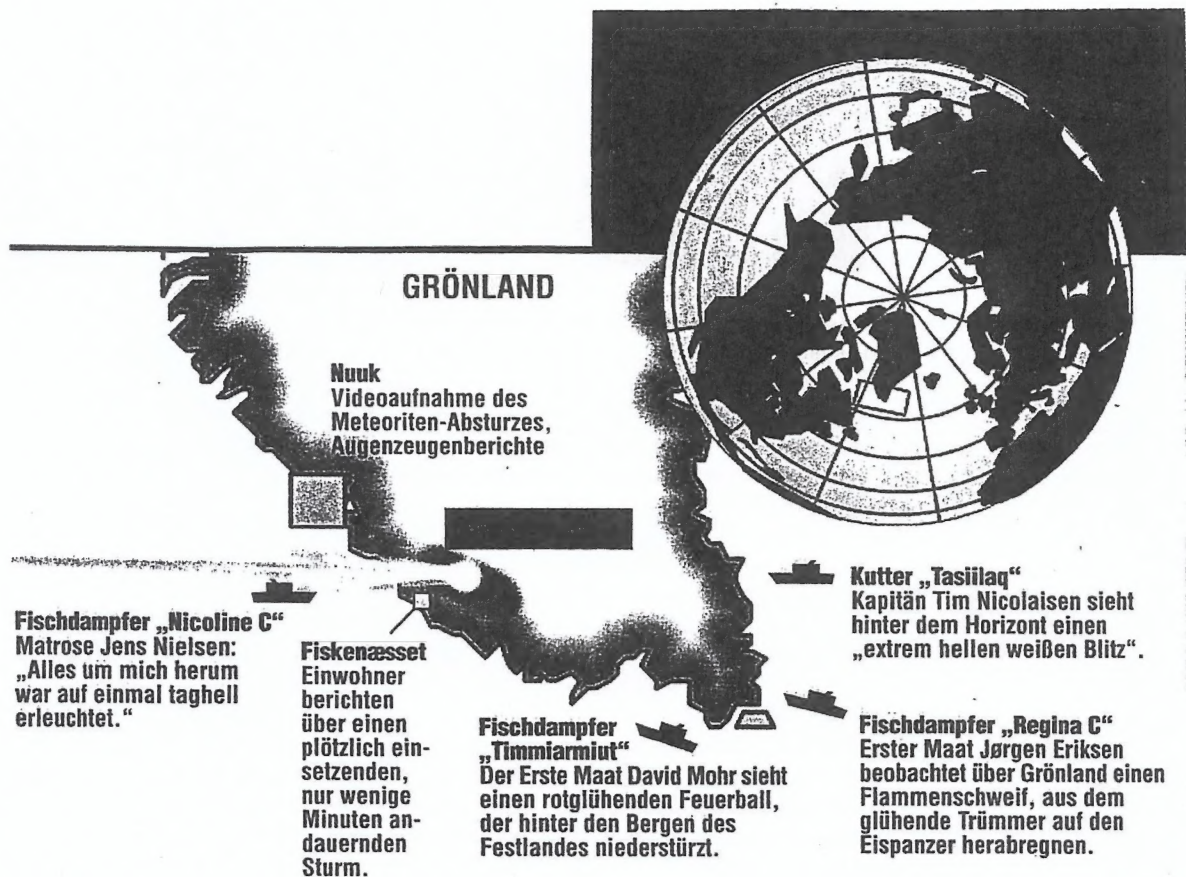 GRÖNLAND
Nuuk
Videoaufnahme des
Meteoriten-Absturzes,
Augenzeugenberichte
Fischdampfer „Nicoline C“
Matrose Jens Nielsen:
„Alles um mich herum
war auf einmal taghell
erleuchtet.“
Fiskenæsset
Einwohner
berichten
über einen
plötzlich ein-
setzenden,
nur wenige
Minuten an-
dauernden
Sturm.
Fischdampfer
„Timmiarmiut“
Der Erste Maat David Mohr sieht
einen rotglühenden Feuerball,
der hinter den Bergen des
Festlandes niederstürzt.
Kutter „Tasiilaq“
Kapitän Tim Nicolaisen sieht
hinter dem Horizont einen
„extrem hellen weißen Blitz“.
Fischdampfer „Regina C“
Erster Maat Jørgen Eriksen
beobachtet über Grönland einen
Flammenschweif, aus dem
glühende Trümmer auf den
Eispanzer herabregnen.